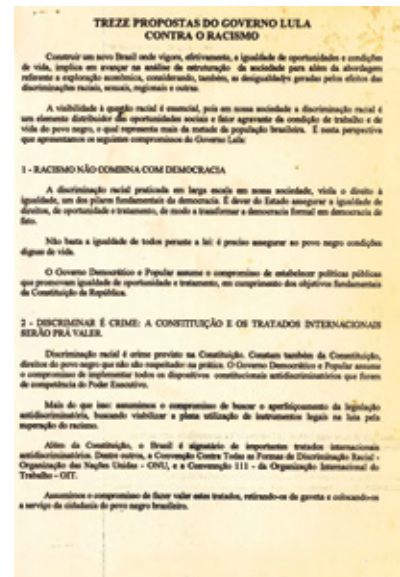 TREZE PROPOSTAS DO GOVERNO LULA
CONTRA O RACISMO
Construir um novo Brasil onde vigore, efetivamente, a igualdade de oportunidades e condições
de vida, implica em avançar na análise de estruturação da sociedade para além da abordagem
referente a exploração econômica, considerando, também, as desigualdades geradas pelos efeitos das
discriminações raciais, sexuais, regionais e outras.
A visibilidade à questão racial é essencial, pois em nossa sociedade a discriminação racial é
um elemento distribuidor das oportunidades sociais e fator agravante da condição de trabalho e de
vida do povo negro, e qual representa mais da metade da população brasileira. É nesta perspectiva
que apresentamos os seguintes compromissos do Governo Lula:
1 - RACISMO NÃO COMBINA COM DEMOCRACIA
A discriminação racial praticada em larga escala em nossa sociedade, viola o direito à
igualdade, um dos pilares fundamentais da democracia. É dever do Estado assegurar a igualdade de
direitos, de oportunidade e tratamento, de modo a transformar a democracia formal em democracia de
fato.
Não basta a igualdade de todos perante a lei: é preciso assegurar ao povo negro condições
dignas de vida.
O Governo Democrático e Popular assume o compromisso de estabelecer políticas públicas
que promovam igualdade de oportunidade e tratamento, em cumprimento dos objetivos fundamentais
da Constituição da República.
2 - DISCRIMINAR É CRIME: A CONSTITUIÇÃO E OS TRATADOS INTERNACIONAIS
SERÃO PRÁ VALER.
Discriminação racial é crime previsto na Constituição. Constam também da Constituição,
direitos do povo negro que não são respeitados na prática. O Governo Democrático e Popular assume
o compromisso de implementar todos os dispositivos constitucionais antidiscriminatórios que forem
de competência do Poder Executivo.
Mais do que isso: assumimos o compromisso de buscar o aperfeiçoamento da legislação
antidiscriminatória, buscando viabilizar a plena utilização de instrumentos legais na luta pela
superação do racismo.
Além da Constituição, o Brasil é signatário de importantes tratados internacionais
antidiscriminatórios. Dentre outros, a Convenção Contra Todas as Formas de Discriminação Racial -
Organização das Nações Unidas - ONU, e a Convenção 111 - da Organização Internacional do
Trabalho - OIT.
Assumimos o compromisso de fazer valer estes tratados, retirando-os da gaveta e colocando-os
a serviço da cidadania do povo negro brasileiro.